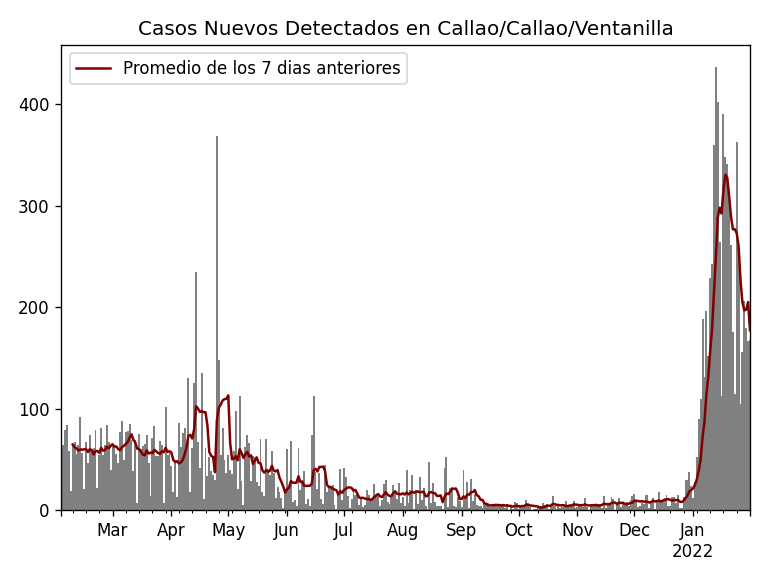 Casos Nuevos Detectados en Callao/Callao/Ventanilla
Promedio de los 7 dias anteriores
400
300
200
100
0
Mar Apr May Jun Jul Aug Sep Oct Nov Dec Jan
2022